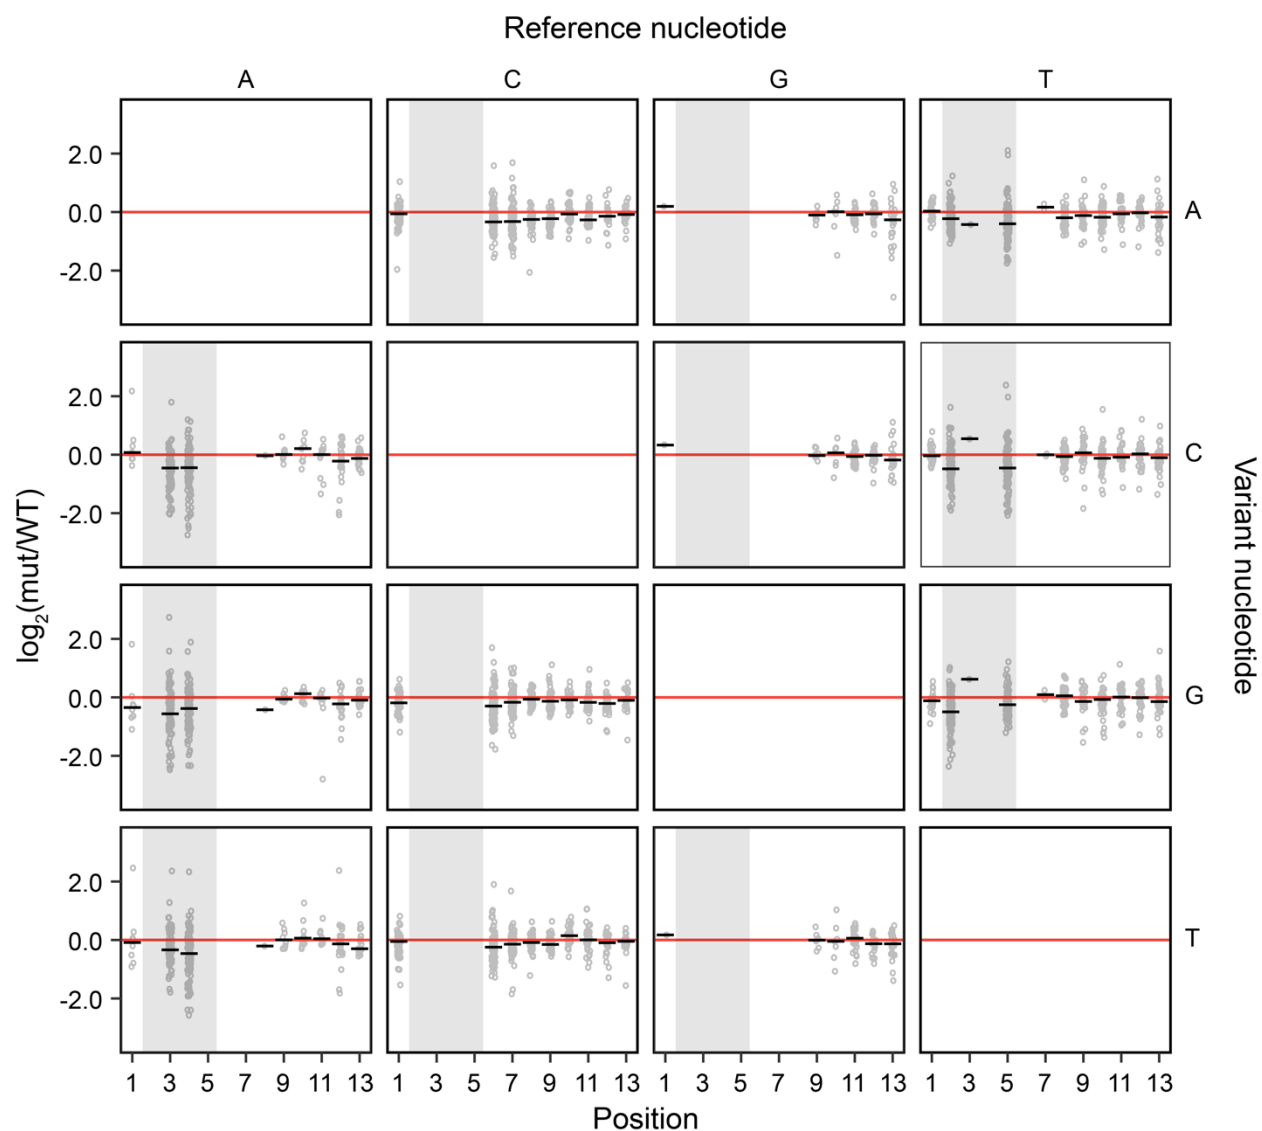 Reference nucleotide
A C G T
2.0
0.0
-2.0
A
2.0
0.0
-2.0
C
2.0
0.0
-2.0
G
2.0
0.0
-2.0
T
log2(mut/WT)
Variant nucleotide
1 3 5 7 9 11 13 1 3 5 7 9 11 13 1 3 5 7 9 11 13 1 3 5 7 9 11 13
Position